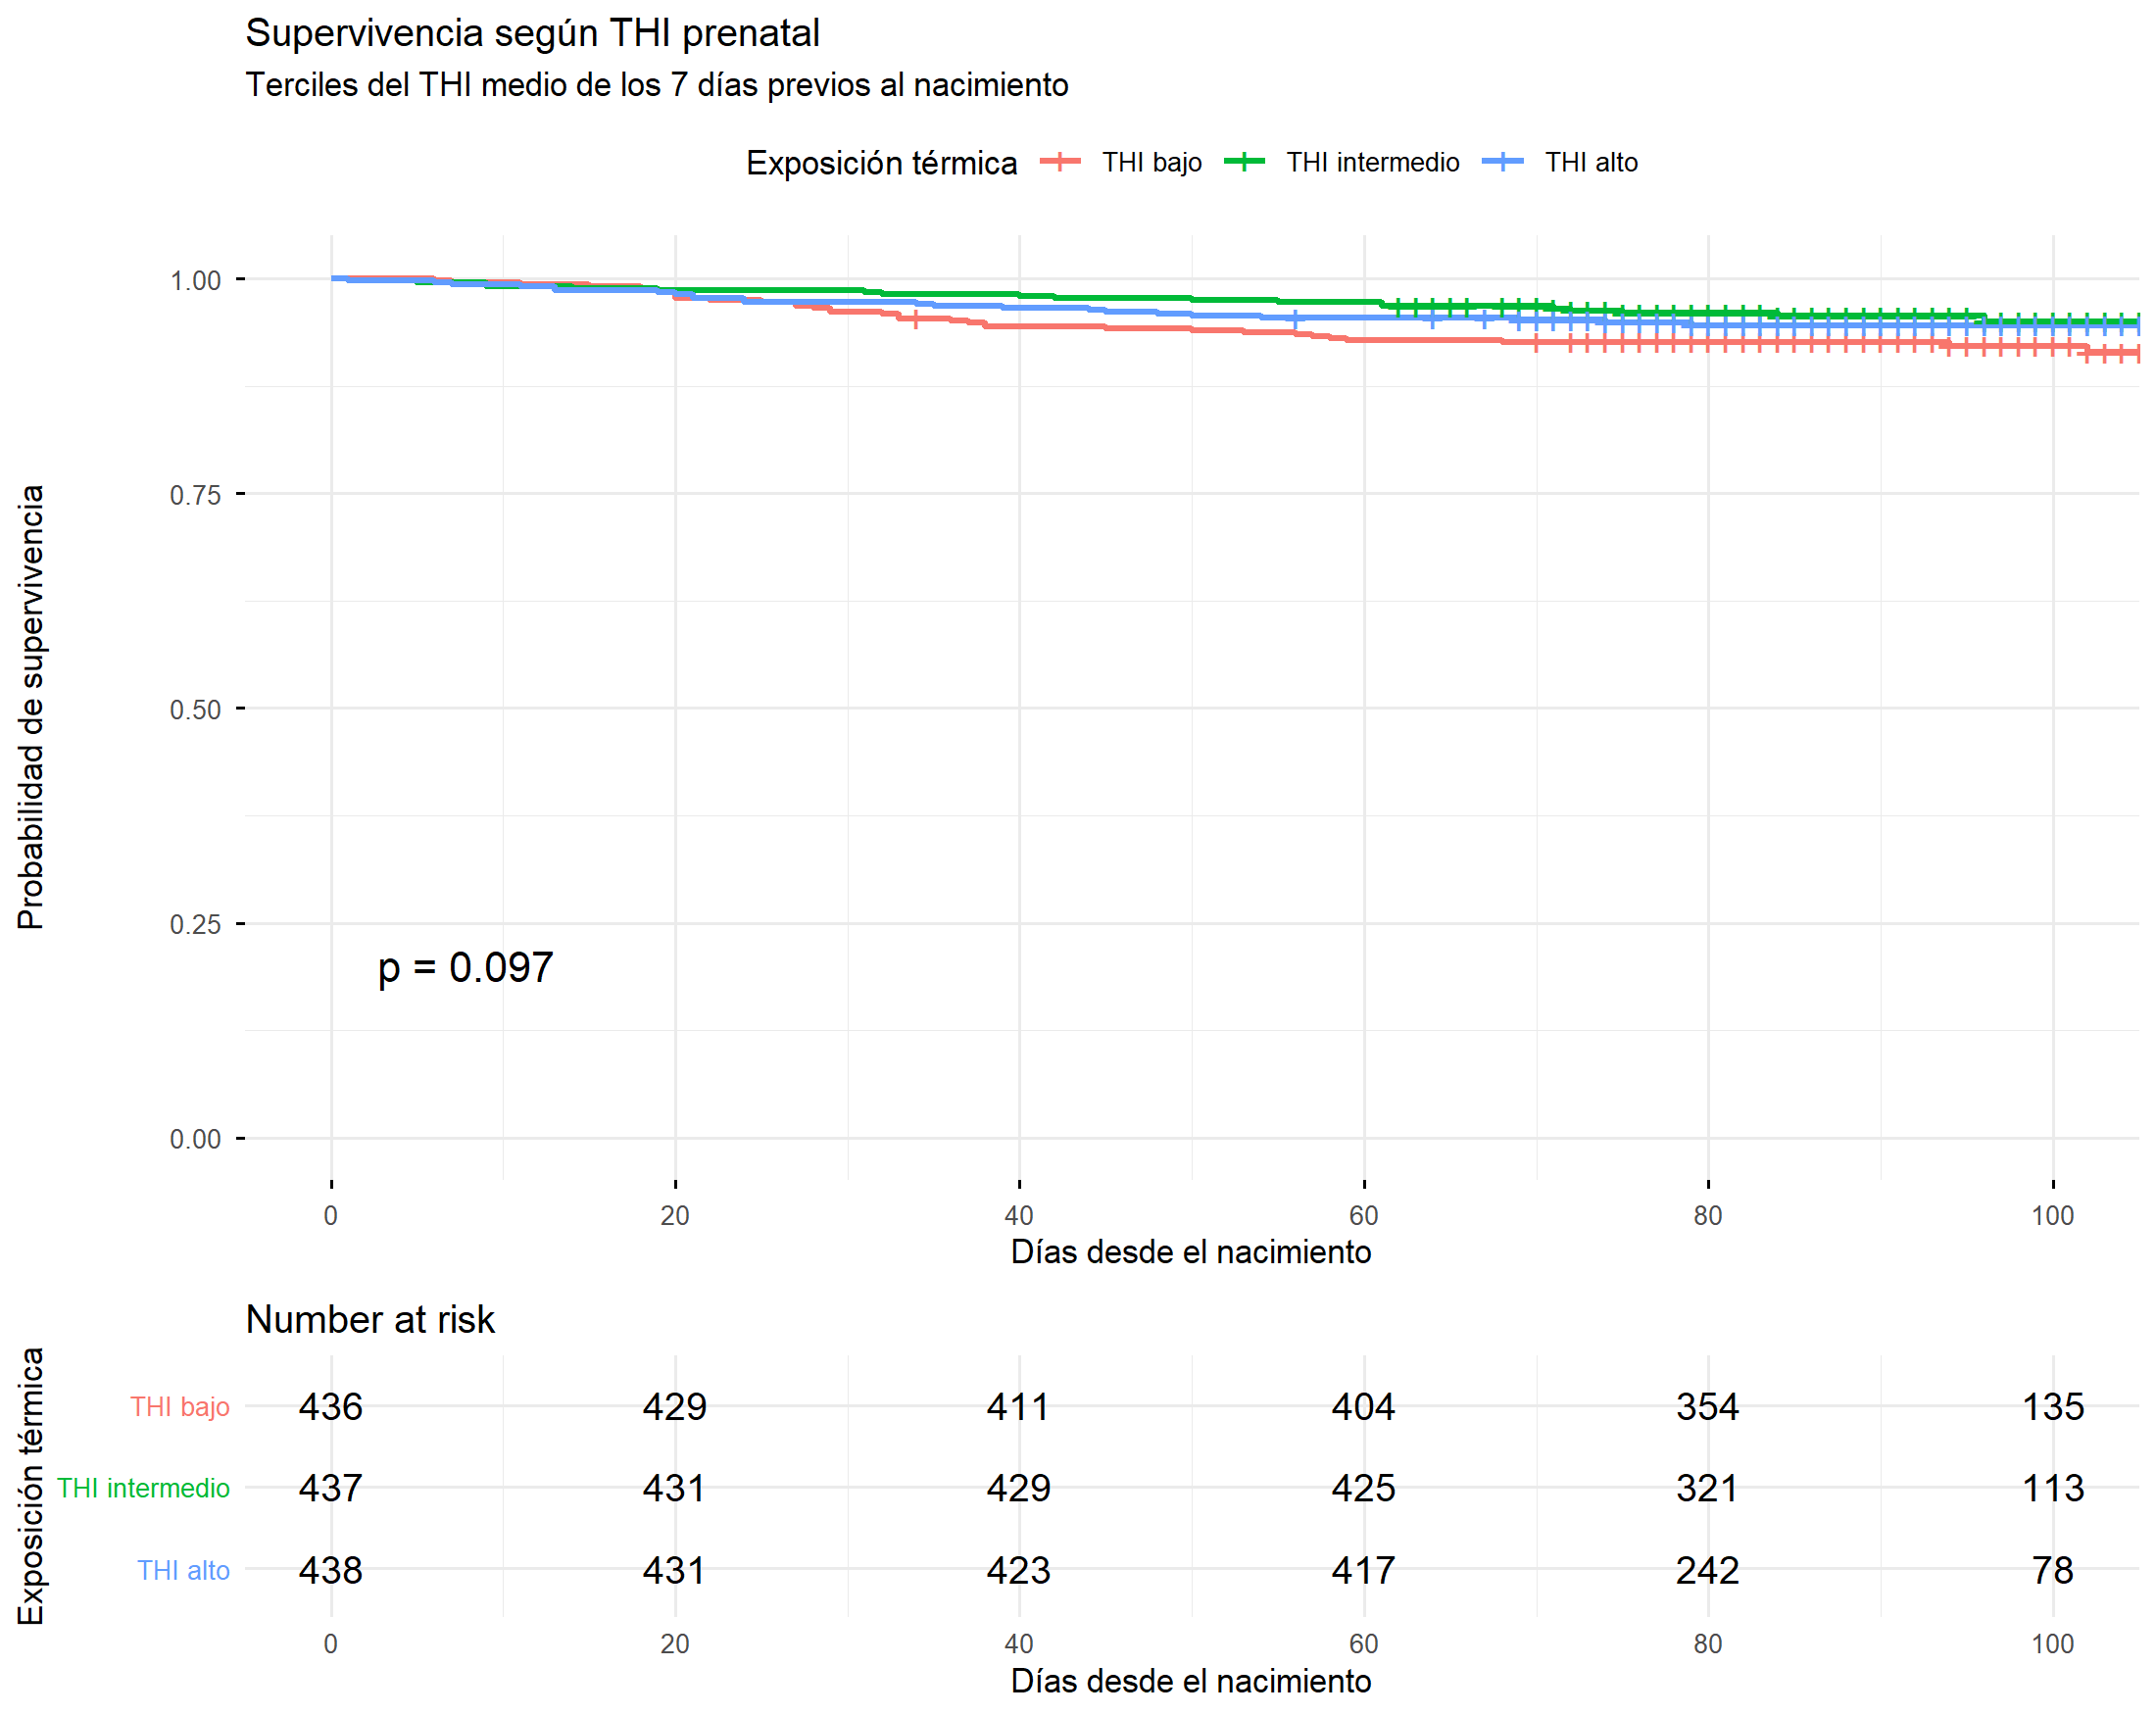 Supervivencia según THI prenatal
Terciles del THI medio de los 7 días previos al nacimiento
Exposición térmica THI bajo THI intermedio THI alto
Probabilidad de supervivencia
1.00
0.75
0.50
0.25
0.00
p = 0.097
0 20 40 60 80 100
Días desde el nacimiento
Number at risk
Exposición térmica
THI bajo 436 429 411 404 354 135
THI intermedio 437 431 429 425 321 113
THI alto 438 431 423 417 242 78
0 20 40 60 80 100
Días desde el nacimiento